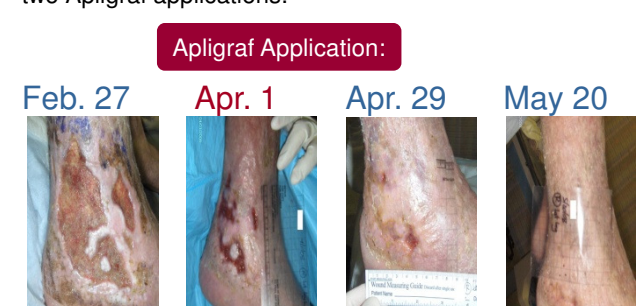 two Apligraf applications.
Apligraf Application:
Feb. 27 Apr. 1 Apr. 29 May 20
Wound Measuring Guide